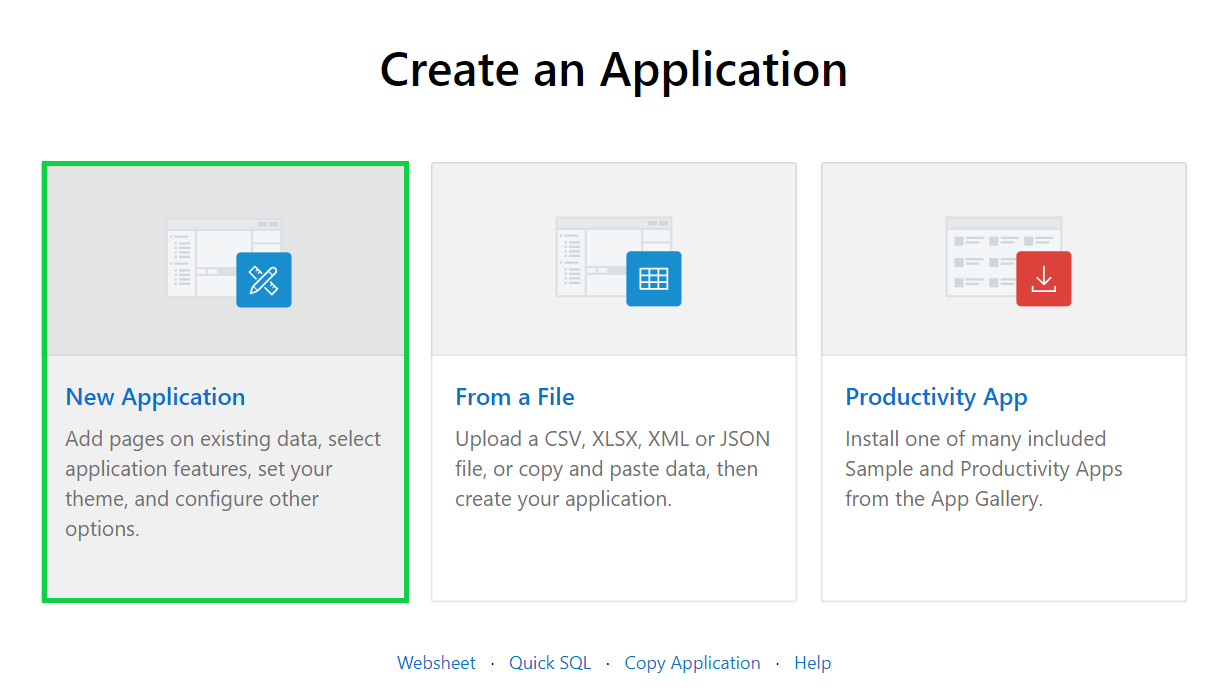 Create an Application
New Application
Add pages on existing data, select
application features, set your
theme, and configure other
options.
From a File
Upload a CSV, XLSX, XML or JSON
file, or copy and paste data, then
create your application.
Productivity App
Install one of many included
Sample and Productivity Apps
from the App Gallery.
Websheet · Quick SQL · Copy Application · Help